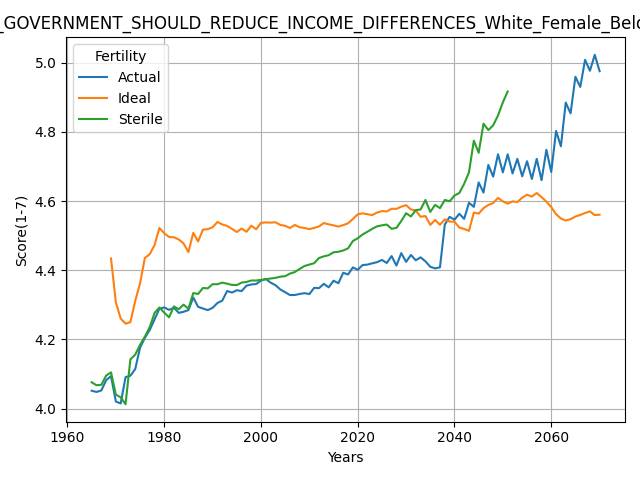 _GOVERNMENT_SHOULD_REDUCE_INCOME_DIFFERENCES_White_Female_Belo
Fertility
Actual
Ideal
Sterile
Score(1-7)
5.0
4.8
4.6
4.4
4.2
4.0
1960 1980 2000 2020 2040 2060
Years